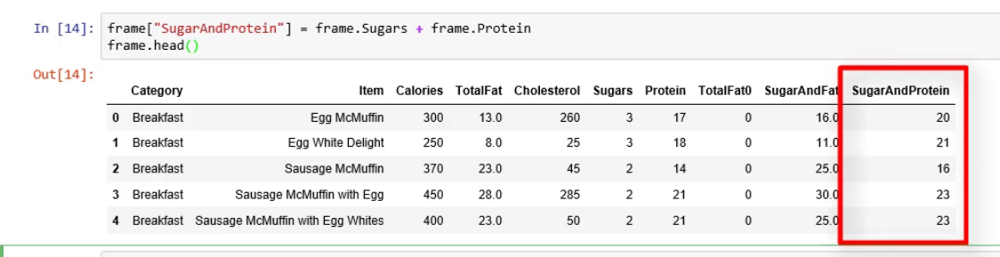 In [14]: frame["SugarAndProtein"] = frame.Sugars + frame.Protein
frame.head()
Out[14]:
Category Item Calories TotalFat Cholesterol Sugars Protein TotalFat0 SugarAndFat SugarAndProtein
0 Breakfast Egg McMuffin 300 13.0 260 3 17 0 16.0 20
1 Breakfast Egg White Delight 250 8.0 25 3 18 0 11.0 21
2 Breakfast Sausage McMuffin 370 23.0 45 2 14 0 25.0 16
3 Breakfast Sausage McMuffin with Egg 450 28.0 285 2 21 0 30.0 23
4 Breakfast Sausage McMuffin with Egg Whites 400 23.0 50 2 21 0 25.0 23